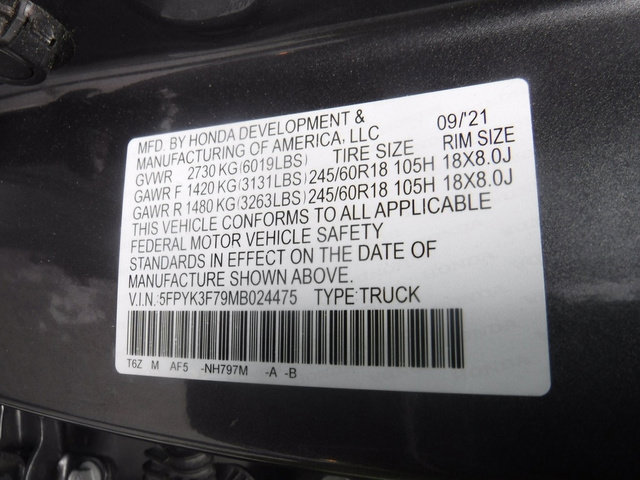 MFD. BY HONDA DEVELOPMENT & 09/'21
MANUFACTURING OF AMERICA, LLC
GVWR 2730 KG(6019LBS) TIRE SIZE RIM SIZE
GAWR F 1420 KG(3131LBS) 245/60R18 105H 18X8.0J
GAWR R 1480 KG(3263LBS) 245/60R18 105H 18X8.0J
THIS VEHICLE CONFORMS TO ALL APPLICABLE
FEDERAL MOTOR VEHICLE SAFETY
STANDARDS IN EFFECT ON THE DATE OF
MANUFACTURE SHOWN ABOVE.
V.I.N.: 5FPYK3F79MB024475 TYPE:TRUCK
T6Z M AF5 -NH797M -A -B